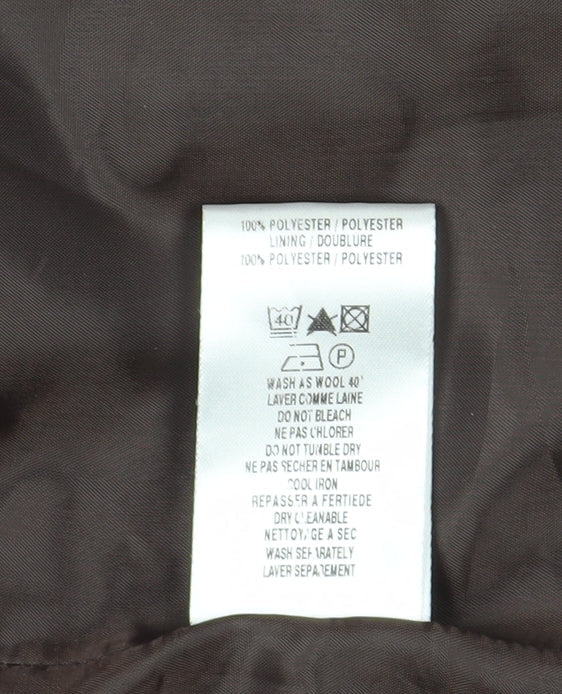 100% POLYESTER / POLYESTER
LINING / DOUBLURE
100% POLYESTER / POLYESTER
40
P
WASH AS WOOL 40°
LAVER COMME LAINE
DO NOT BLEACH
NE PAS CHLORER
DO NOT TUMBLE DRY
NE PAS SECHER EN TAMBOUR
COOL IRON
REPASSER A FERTIEDE
DRY CLEANABLE
NETTOYAGE A SEC
WASH SEPARATELY
LAVER SEPAREMENT